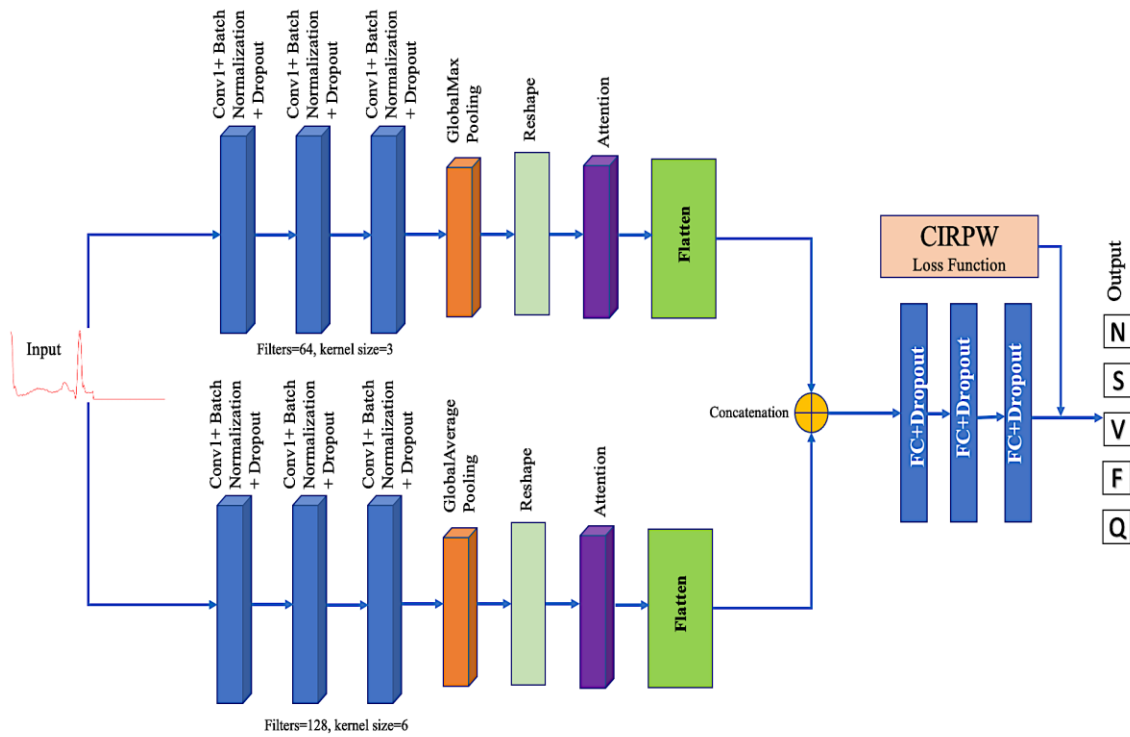 Conv1+ Batch
Normalization
+ Dropout
Conv1+ Batch
Normalization
+ Dropout
Conv1+ Batch
Normalization
+ Dropout
GlobalMax
Pooling
Reshape
Attention
Flatten
Filters=64, kernel size=3
Input
CIRPW
Loss Function
Output
N
S
V
F
Q
FC+Dropout
FC+Dropout
FC+Dropout
Concatenation
Conv1+ Batch
Normalization
+ Dropout
Conv1+ Batch
Normalization
+ Dropout
Conv1+ Batch
Normalization
+ Dropout
GlobalAverage
Pooling
Reshape
Attention
Flatten
Filters=128, kernel size=6